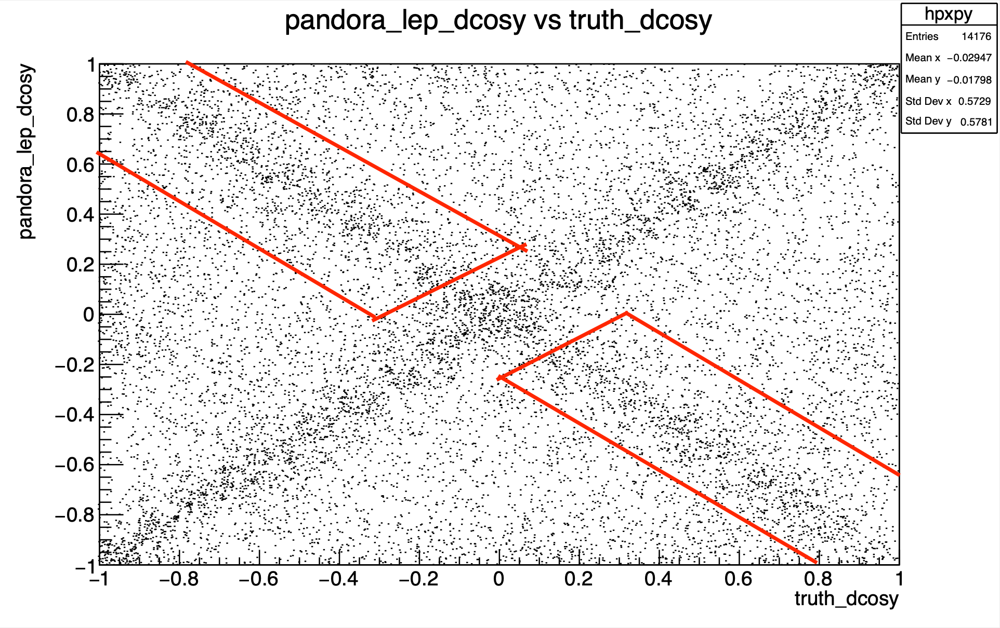 pandora_lep_dcosy vs truth_dcosy
hpxpy
Entries 14176
Mean x −0.02947
Mean y −0.01798
Std Dev x 0.5729
Std Dev y 0.5781
pandora_lep_dcosy
1
0.8
0.6
0.4
0.2
0
−0.2
−0.4
−0.6
−0.8
−1
−1 −0.8 −0.6 −0.4 −0.2 0 0.2 0.4 0.6 0.8 1
truth_dcosy